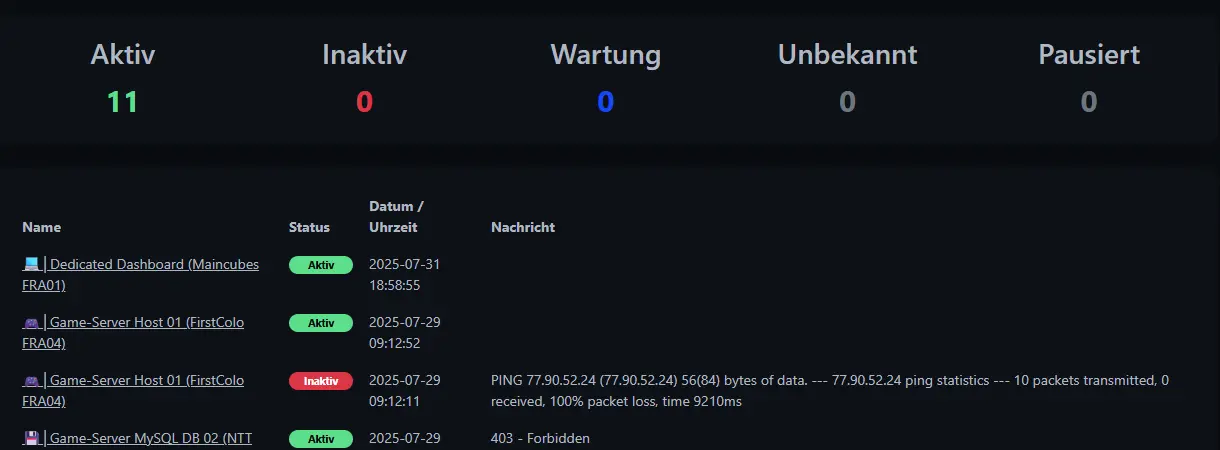 Aktiv Inaktiv Wartung Unbekannt Pausiert
11 0 0 0 0
Datum /
Name Status Uhrzeit Nachricht
| Dedicated Dashboard (Maincubes Aktiv 2025-07-31
FRA01) 18:58:55
| Game-Server Host 01 (FirstColo Aktiv 2025-07-29
FRA04) 09:12:52
| Game-Server Host 01 (FirstColo Inaktiv 2025-07-29 PING 77.90.52.24 (77.90.52.24) 56(84) bytes of data. --- 77.90.52.24 ping statistics --- 10 packets transmitted, 0
FRA04) 09:12:11 received, 100% packet loss, time 9210ms
| Game-Server MySQL DB 02 (NTT Aktiv 2025-07-29 403 - Forbidden